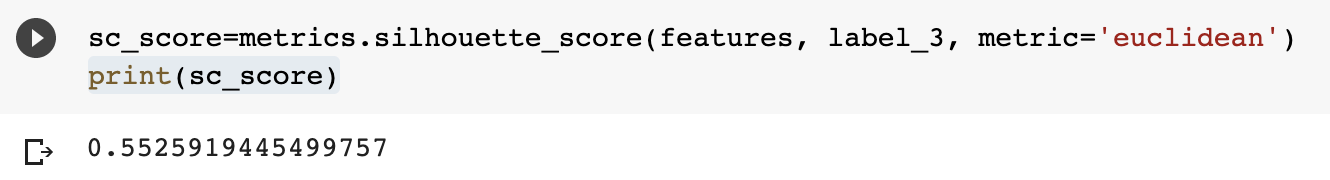 sc_score=metrics.silhouette_score(features, label_3, metric='euclidean')
print(sc_score)
0.5525919445499757